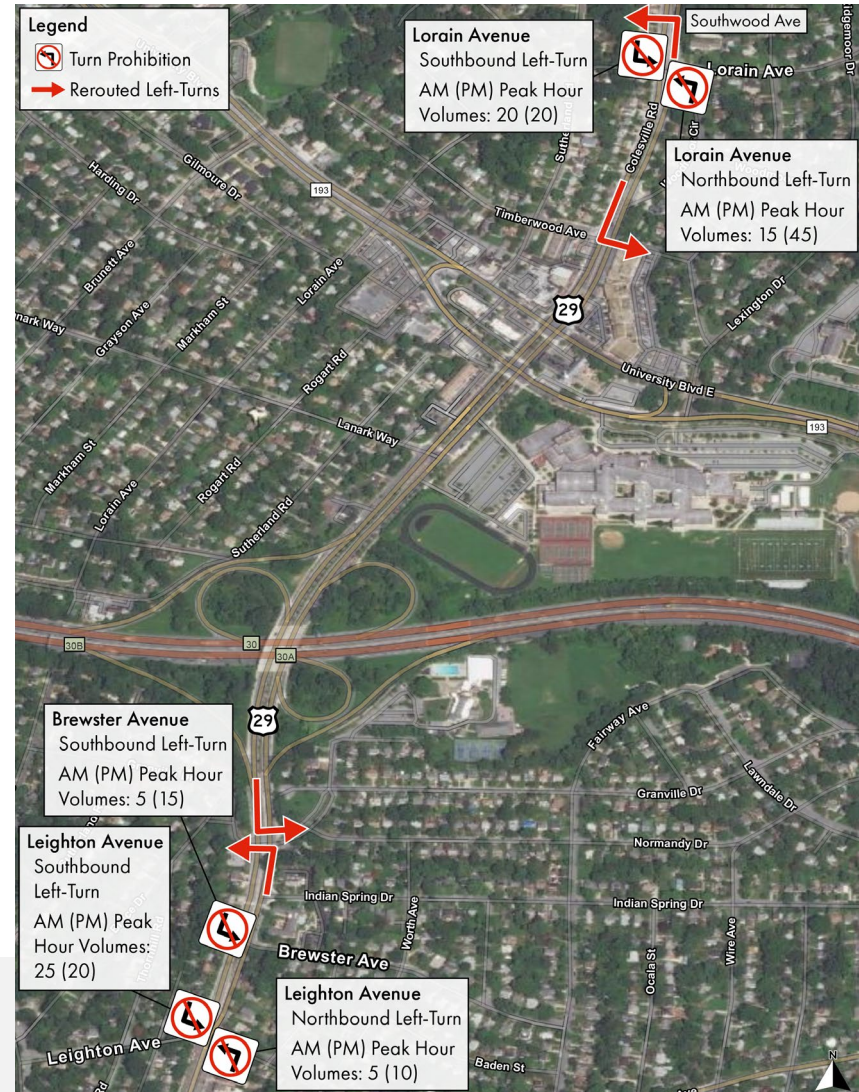 Legend
Turn Prohibition
Rerouted Left-Turns
Lorain Avenue
Southbound Left-Turn
AM (PM) Peak Hour
Volumes: 20 (20)
Southwood Ave
Lorain Ave
Colesville Rd
Lorain Avenue
Northbound Left-Turn
AM (PM) Peak Hour
Volumes: 15 (45)
Harding Dr
Gilmoure Dr
193
Timberwood Ave
Brunett Ave
Lorain Ave
Grayson Ave
Markham St
29
Lexington Dr
Rogart Rd
University Blvd E
Lanark Way
193
Markham St
Lorain Ave
Rogart Rd
Sutherland Rd
30B
30
30A
29
Brewster Avenue
Southbound Left-Turn
AM (PM) Peak Hour
Volumes: 5 (15)
Fairway Ave
Granville Dr
Lawndale Dr
Normandy Dr
Leighton Avenue
Southbound
Left-Turn
AM (PM) Peak
Hour Volumes:
25 (20)
Indian Spring Dr
Indian Spring Dr
Worth Ave
Wire Ave
Ocala St
Brewster Ave
Leighton Avenue
Northbound Left-Turn
AM (PM) Peak Hour
Volumes: 5 (10)
Leighton Ave
Baden St
N